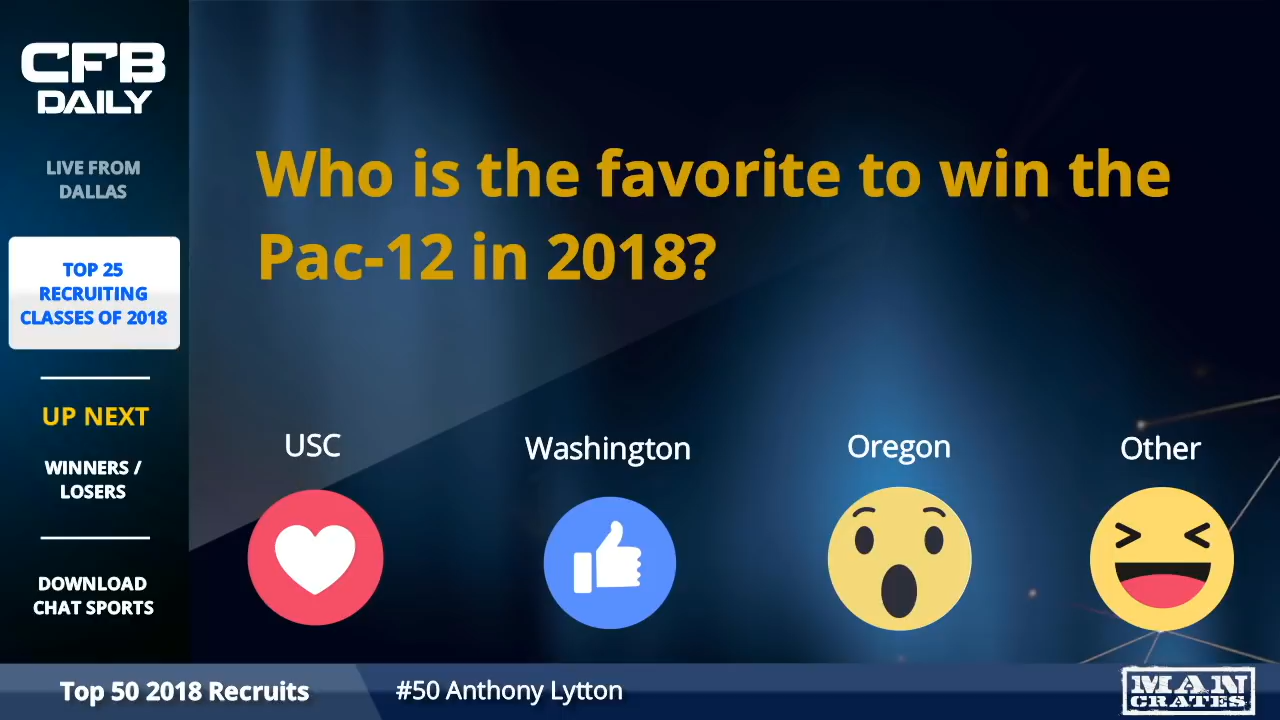 CFB
DAILY
LIVE FROM
DALLAS
TOP 25
RECRUITING
CLASSES OF 2018
UP NEXT
WINNERS /
LOSERS
DOWNLOAD
CHAT SPORTS
Who is the favorite to win the
Pac-12 in 2018?
USC
Washington
Oregon
Other
Top 50 2018 Recruits
#50 Anthony Lytton
MAN
CRATES